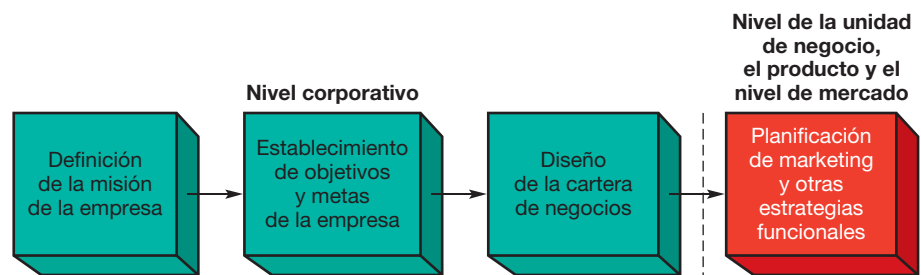 Nivel corporativo
Nivel de la unidad
de negocio,
el producto y el
nivel de mercado
Definición
de la misión
de la empresa
Establecimiento
de objetivos
y metas
de la empresa
Diseño
de la cartera
de negocios
Planificación
de marketing
y otras
estrategias
funcionales